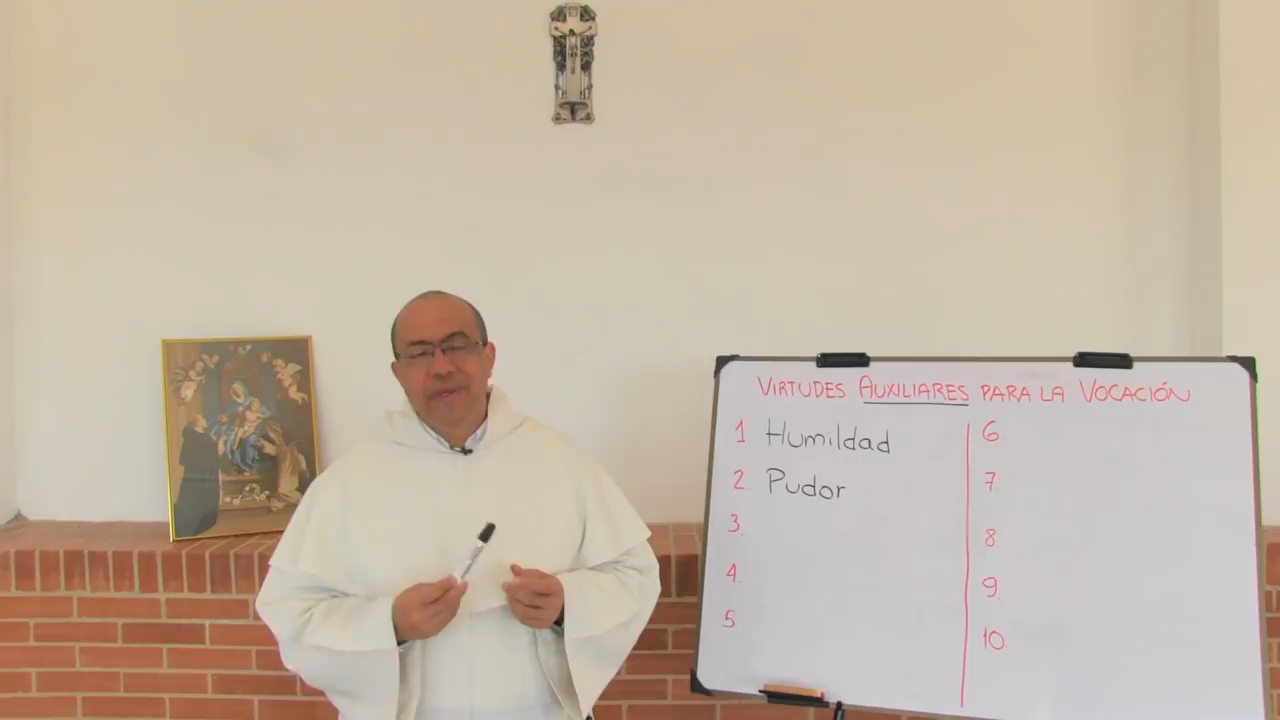 VIRTUDES AUXILIARES PARA LA VOCACIÓN
1 Humildad
2. Pudor
3.
4.
5.
6.
7.
8.
9.
10.